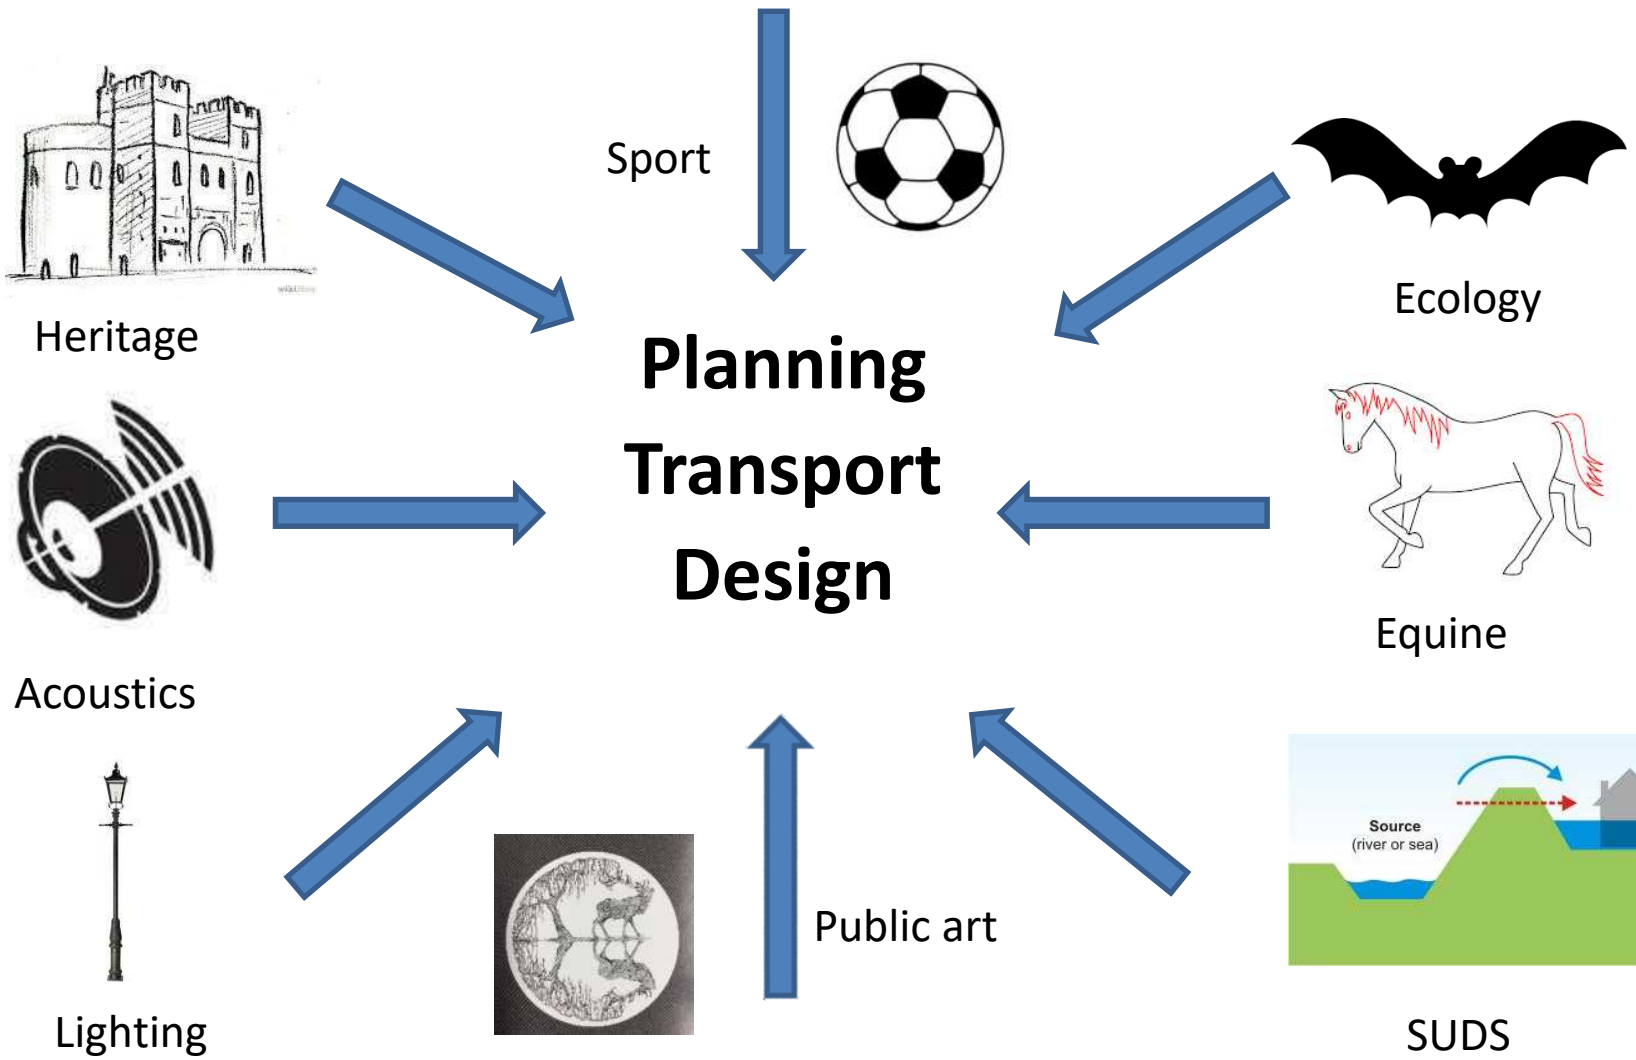 Sport
Heritage
Ecology
Planning
Transport
Design
Acoustics
Equine
Source
(river or sea)
Public art
Lighting
SUDS